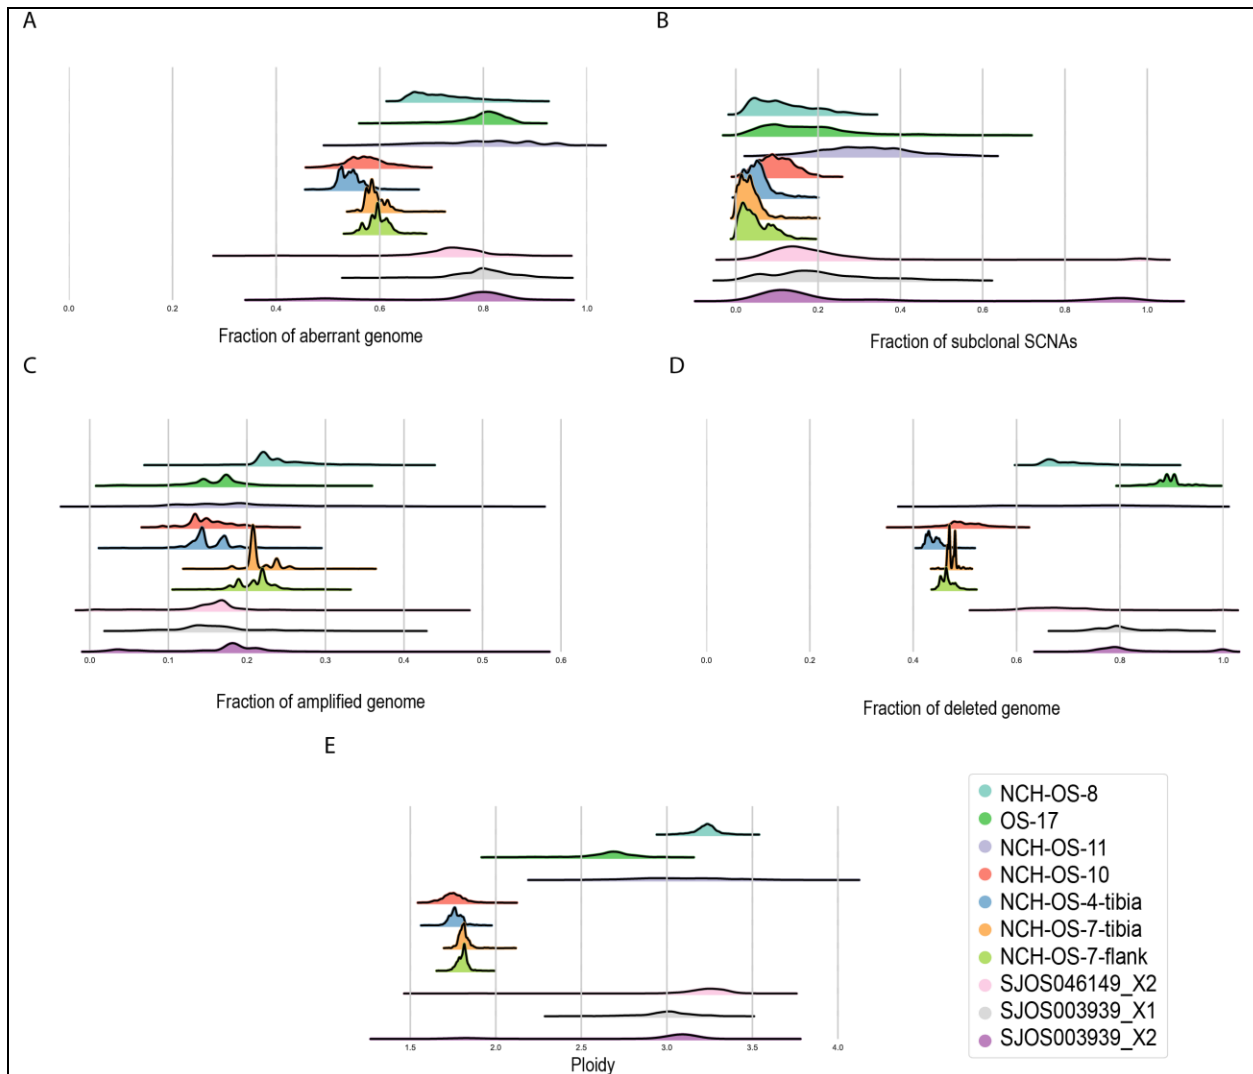 A
B
0.0 0.2 0.4 0.6 0.8 1.0
Fraction of aberrant genome
0.0 0.2 0.4 0.6 0.8 1.0
Fraction of subclonal SCNAs
C
D
0.0 0.1 0.2 0.3 0.4 0.5 0.6
Fraction of amplified genome
0.0 0.2 0.4 0.6 0.8 1.0
Fraction of deleted genome
E
1.5 2.0 2.5 3.0 3.5 4.0
Ploidy
NCH-OS-8
OS-17
NCH-OS-11
NCH-OS-10
NCH-OS-4-tibia
NCH-OS-7-tibia
NCH-OS-7-flank
SJOS046149_X2
SJOS003939_X1
SJOS003939_X2